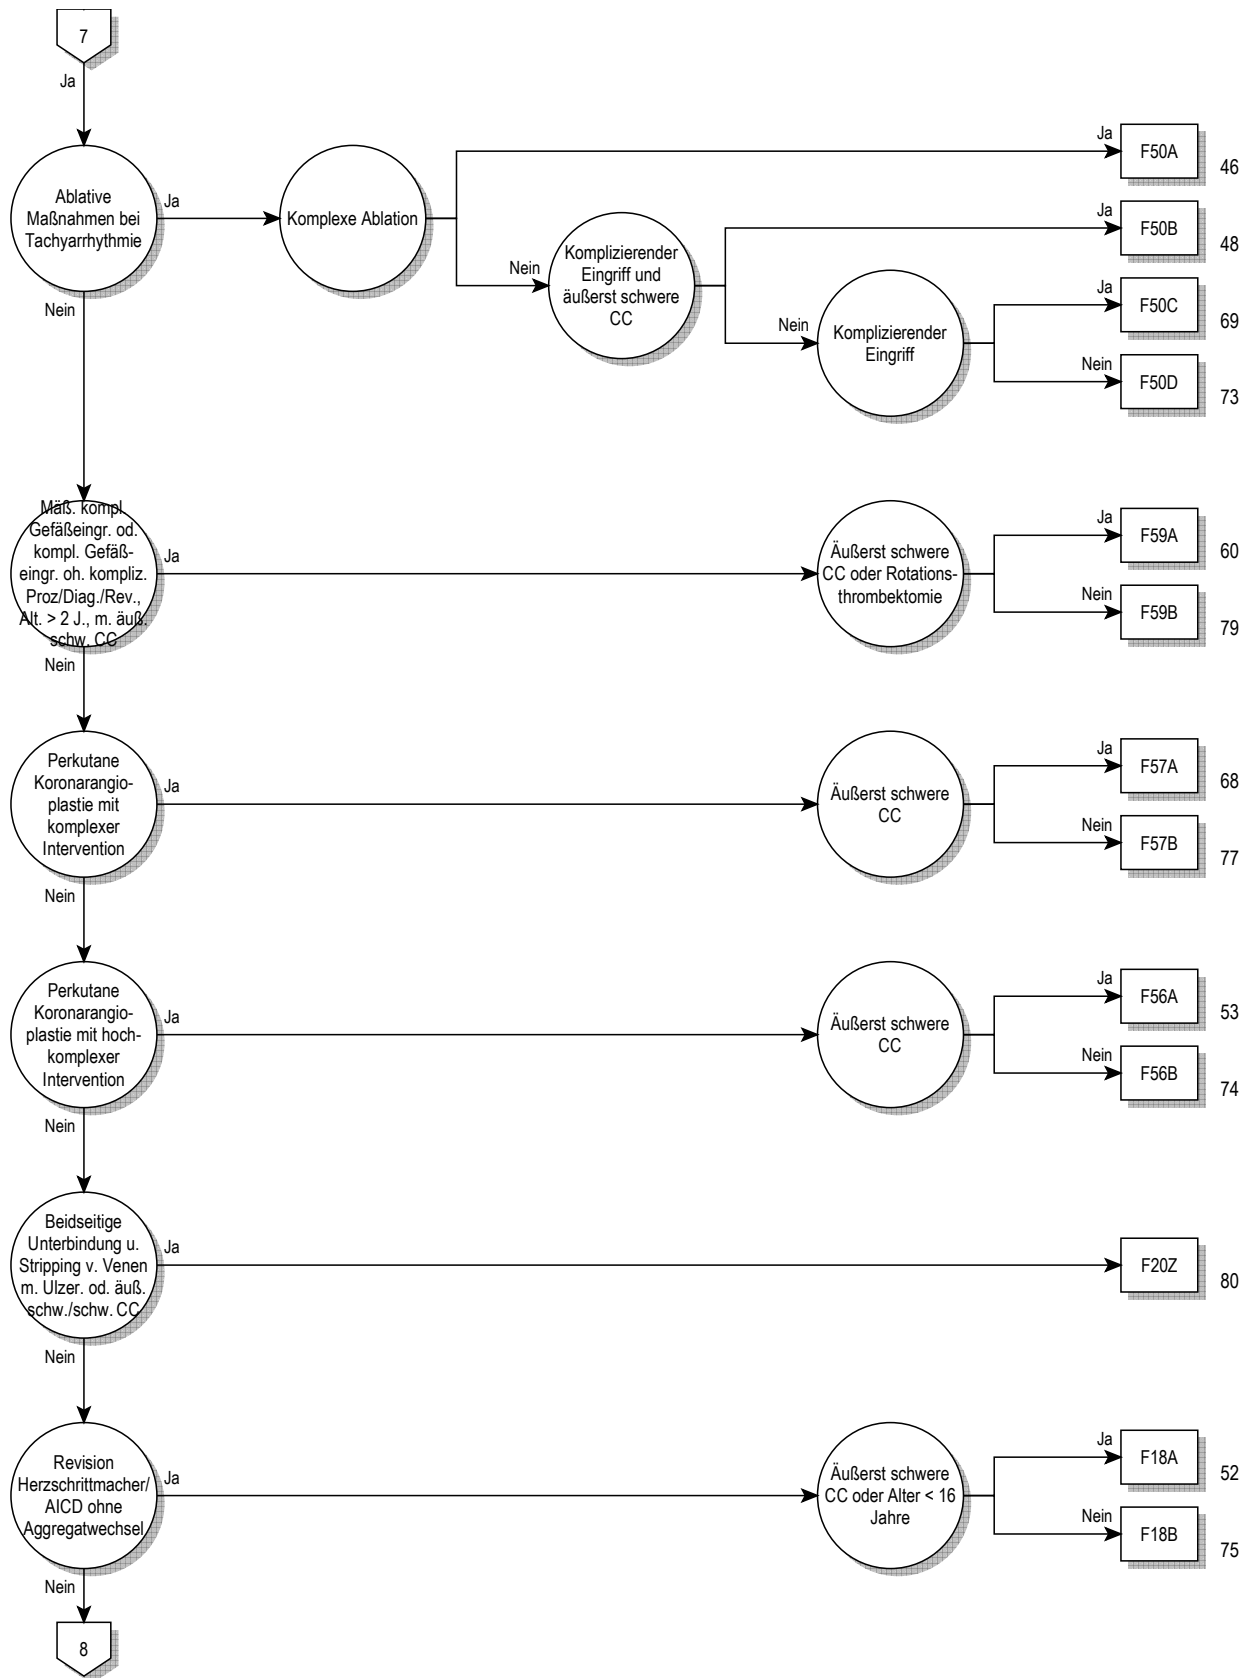 7
Ja
Ablative
Maßnahmen bei
Tachyarrhythmie
Ja
Nein
Komplexe Ablation
Nein
Komplizierender
Eingriff und
äußerst schwere
CC
Nein
Komplizierender
Eingriff
Ja
F50A
46
Ja
F50B
48
Ja
F50C
69
Nein
F50D
73
Mäß. kompl.
Gefäßeingr. od.
kompl. Gefäß-
eingr. oh. kompliz.
Proz/Diag./Rev.,
Alt. > 2 J., m. äuß.
schw. CC
Ja
Nein
Äußerst schwere
CC oder Rotations-
thrombektomie
Ja
F59A
60
Nein
F59B
79
Perkutane
Koronarangio-
plastie mit
komplexer
Intervention
Ja
Nein
Äußerst schwere
CC
Ja
F57A
68
Nein
F57B
77
Perkutane
Koronarangio-
plastie mit hoch-
komplexer
Intervention
Ja
Nein
Äußerst schwere
CC
Ja
F56A
53
Nein
F56B
74
Beidseitige
Unterbindung u.
Stripping v. Venen
m. Ulzer. od. äuß.
schw./schw. CC
Ja
Nein
F20Z
80
Revision
Herzschrittmacher/
AICD ohne
Aggregatwechsel
Ja
Nein
Äußerst schwere
CC oder Alter < 16
Jahre
Ja
F18A
52
Nein
F18B
75
8